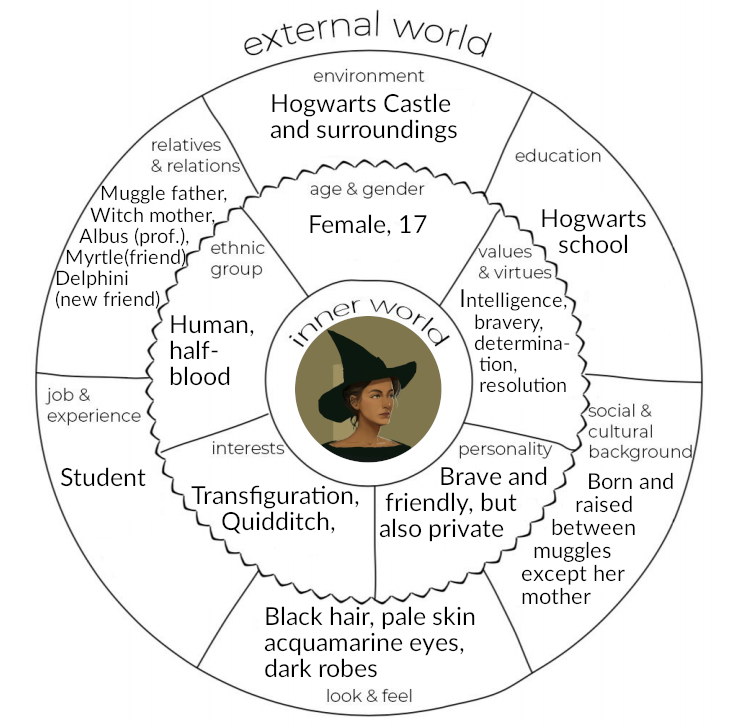 external world
environment
Hogwarts Castle
and surroundings
relatives
& relations
Muggle father,
Witch mother,
Albus (prof.),
Myrtle(friend)
Delphini
(new friend)
education
Hogwarts
school
age & gender
Female, 17
ethnic
group
Human,
half-
blood
values
& virtues
Intelligence,
bravery,
determina-
tion,
resolution
inner world
job &
experience
Student
interests
Transfiguration,
Quidditch,
personality
Brave and
friendly, but
also private
social &
cultural
background
Born and
raised
between
muggles
except her
mother
Black hair, pale skin
acquamarine eyes,
dark robes
look & feel